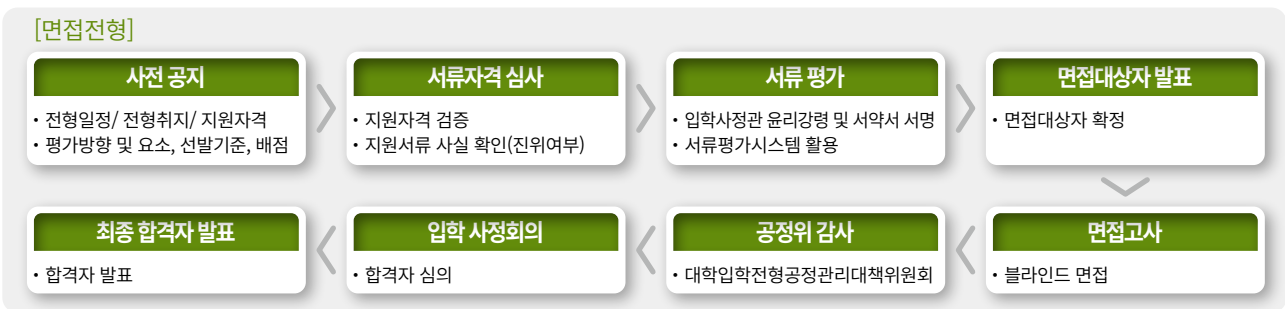 [면접전형]
사전 공지
• 전형일정/ 전형취지/ 지원자격
• 평가방향 및 요소, 선발기준, 배점
서류자격 심사
• 지원자격 검증
• 지원서류 사실 확인(진위여부)
서류 평가
• 입학사정관 윤리강령 및 서약서 서명
• 서류평가시스템 활용
면접대상자 발표
• 면접대상자 확정
면접고사
• 블라인드 면접
공정위 감사
• 대학입학전형공정관리대책위원회
입학 사정회의
• 합격자 심의
최종 합격자 발표
• 합격자 발표